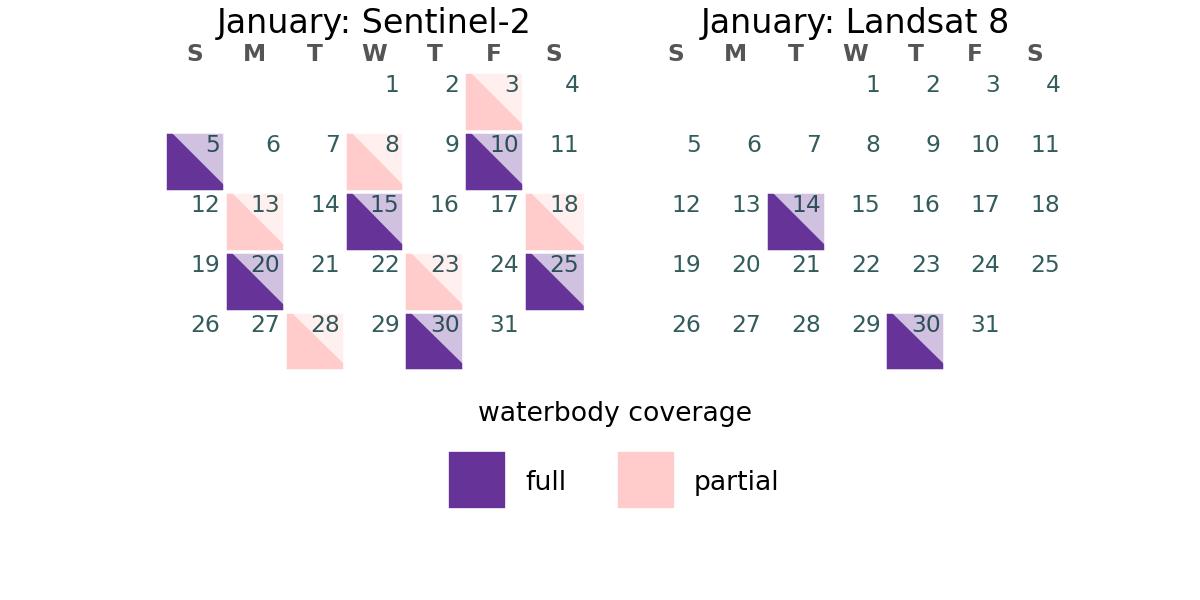 January: Sentinel-2
S M T W T F S
1 2 3 4
5 6 7 8 9 10 11
12 13 14 15 16 17 18
19 20 21 22 23 24 25
26 27 28 29 30 31
January: Landsat 8
S M T W T F S
1 2 3 4
5 6 7 8 9 10 11
12 13 14 15 16 17 18
19 20 21 22 23 24 25
26 27 28 29 30 31
waterbody coverage
full partial